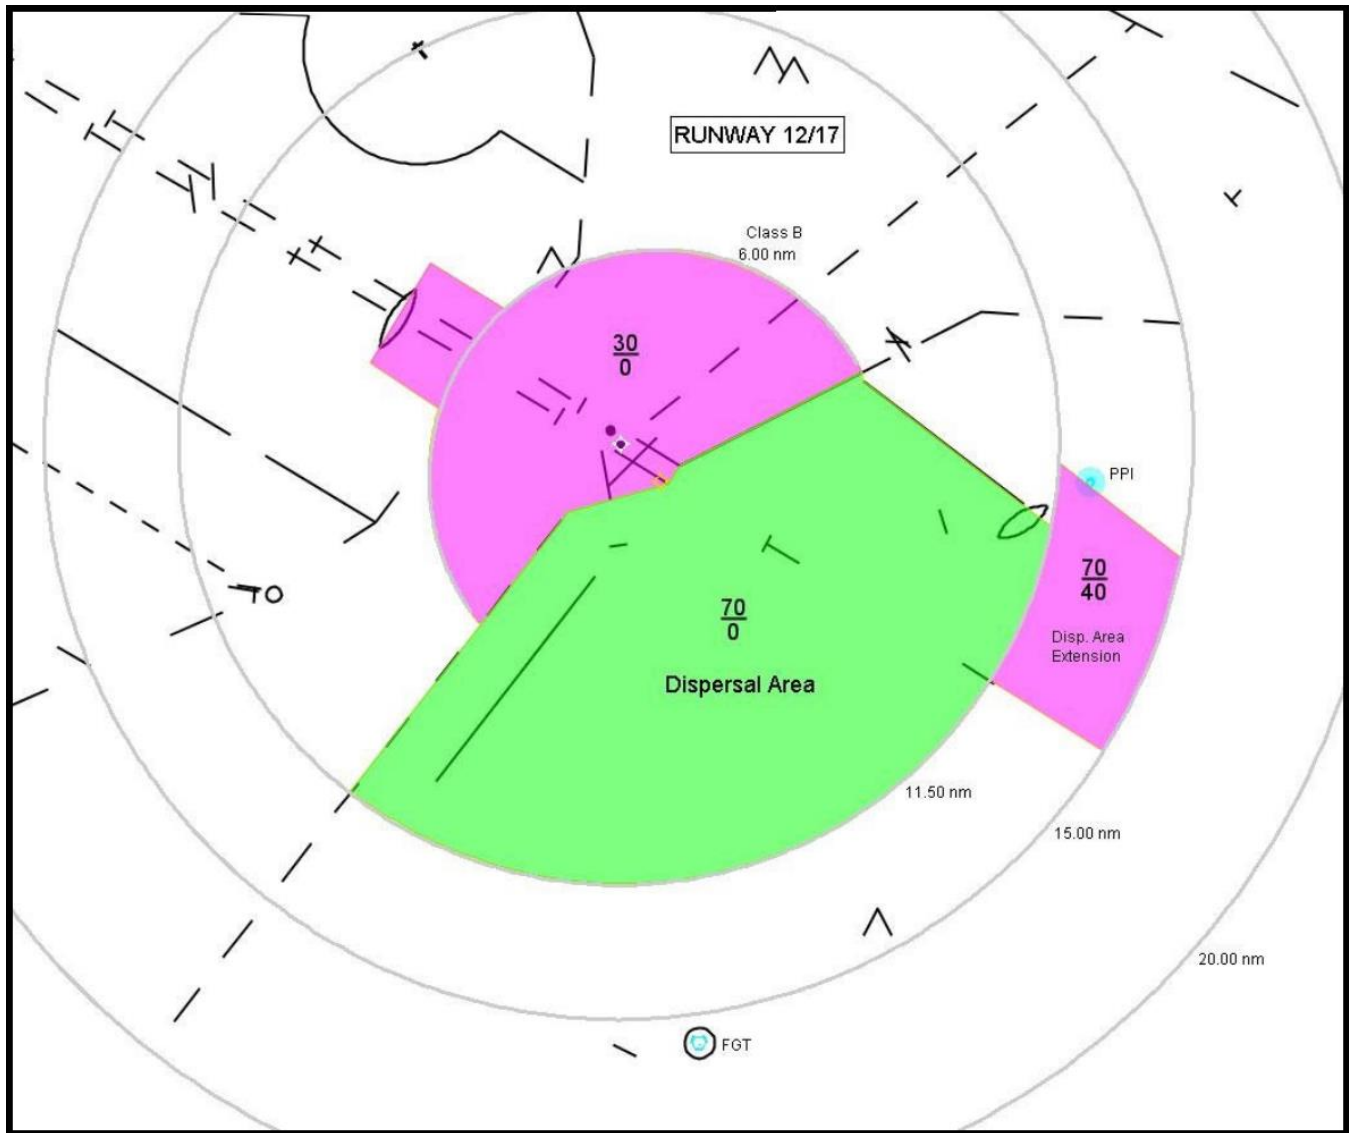 RUNWAY 12/17
Class B
6.00 nm
30
0
PPI
70
40
70
0
Disp. Area
Extension
Dispersal Area
11.50 nm
15.00 nm
20.00 nm
FGT